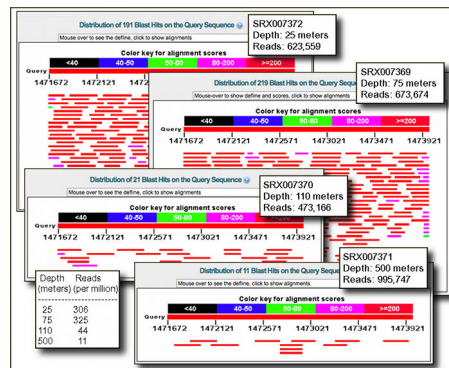 Distribution of 191 Blast Hits on the Query Sequence
SRX007372
Depth: 25 meters
Reads: 623,559
Mouse over to see the define, click to show alignments
Color key for alignment scores
<40 40-50 50-80 80-200 >=200
Query
1471672 1472121
Distribution of 219 Blast Hits on the Query Sequ
SRX007369
Depth: 75 meters
Reads: 673,674
Mouse-over to show define and scores, click to show alignments
Color key for alignment scores
<40 40-50 50-80 80-200 >=200
Query
1471672 1472121 1472571 1473021 1473471 1473921
Distribution of 21 Blast Hits on the Query Sequence
SRX007370
Depth: 110 meters
Reads: 473,166
Mouse over to see the define, click to show alignments
Color key for alignment scores
<40 40-50 50-80 80-200 >=200
Query
1471672 1472121 1472571 1473021 1473471 1473921
Distribution of 11 Blast Hits on the Query Sequence
SRX007371
Depth: 500 meters
Reads: 995,747
Mouse over to see the define, click to show alignments
Color key for alignment scores
<40 40-50 50-80 80-200 >=200
Query
1471672 1472121 1472571 1473021 1473471 1473921
Depth Reads
(meters) (per million)
25 306
75 325
110 44
500 11